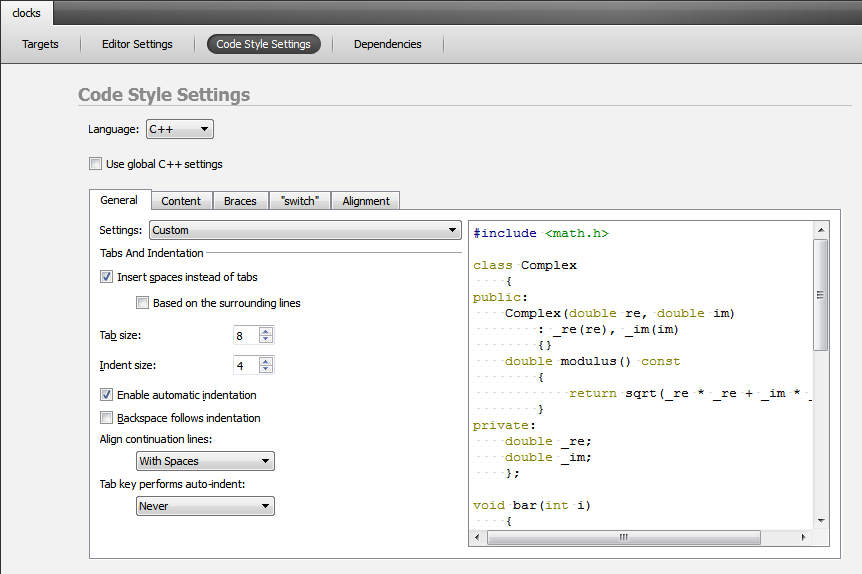 clocks
Targets
Editor Settings
Code Style Settings
Dependencies
Code Style Settings
Language: C++
Use global C++ settings
General
Content
Braces
"switch"
Alignment
Settings: Custom
Tabs And Indentation
Insert spaces instead of tabs
Based on the surrounding lines
Tab size: 8
Indent size: 4
Enable automatic indentation
Backspace follows indentation
Align continuation lines:
With Spaces
Tab key performs auto-indent:
Never
#include <math.h>
class Complex
{
public:
Complex(double re, double im)
: _re(re), _im(im)
{}
double modulus() const
{
return sqrt(_re * _re + _im * _
}
private:
double _re;
double _im;
};
void bar(int i)
{